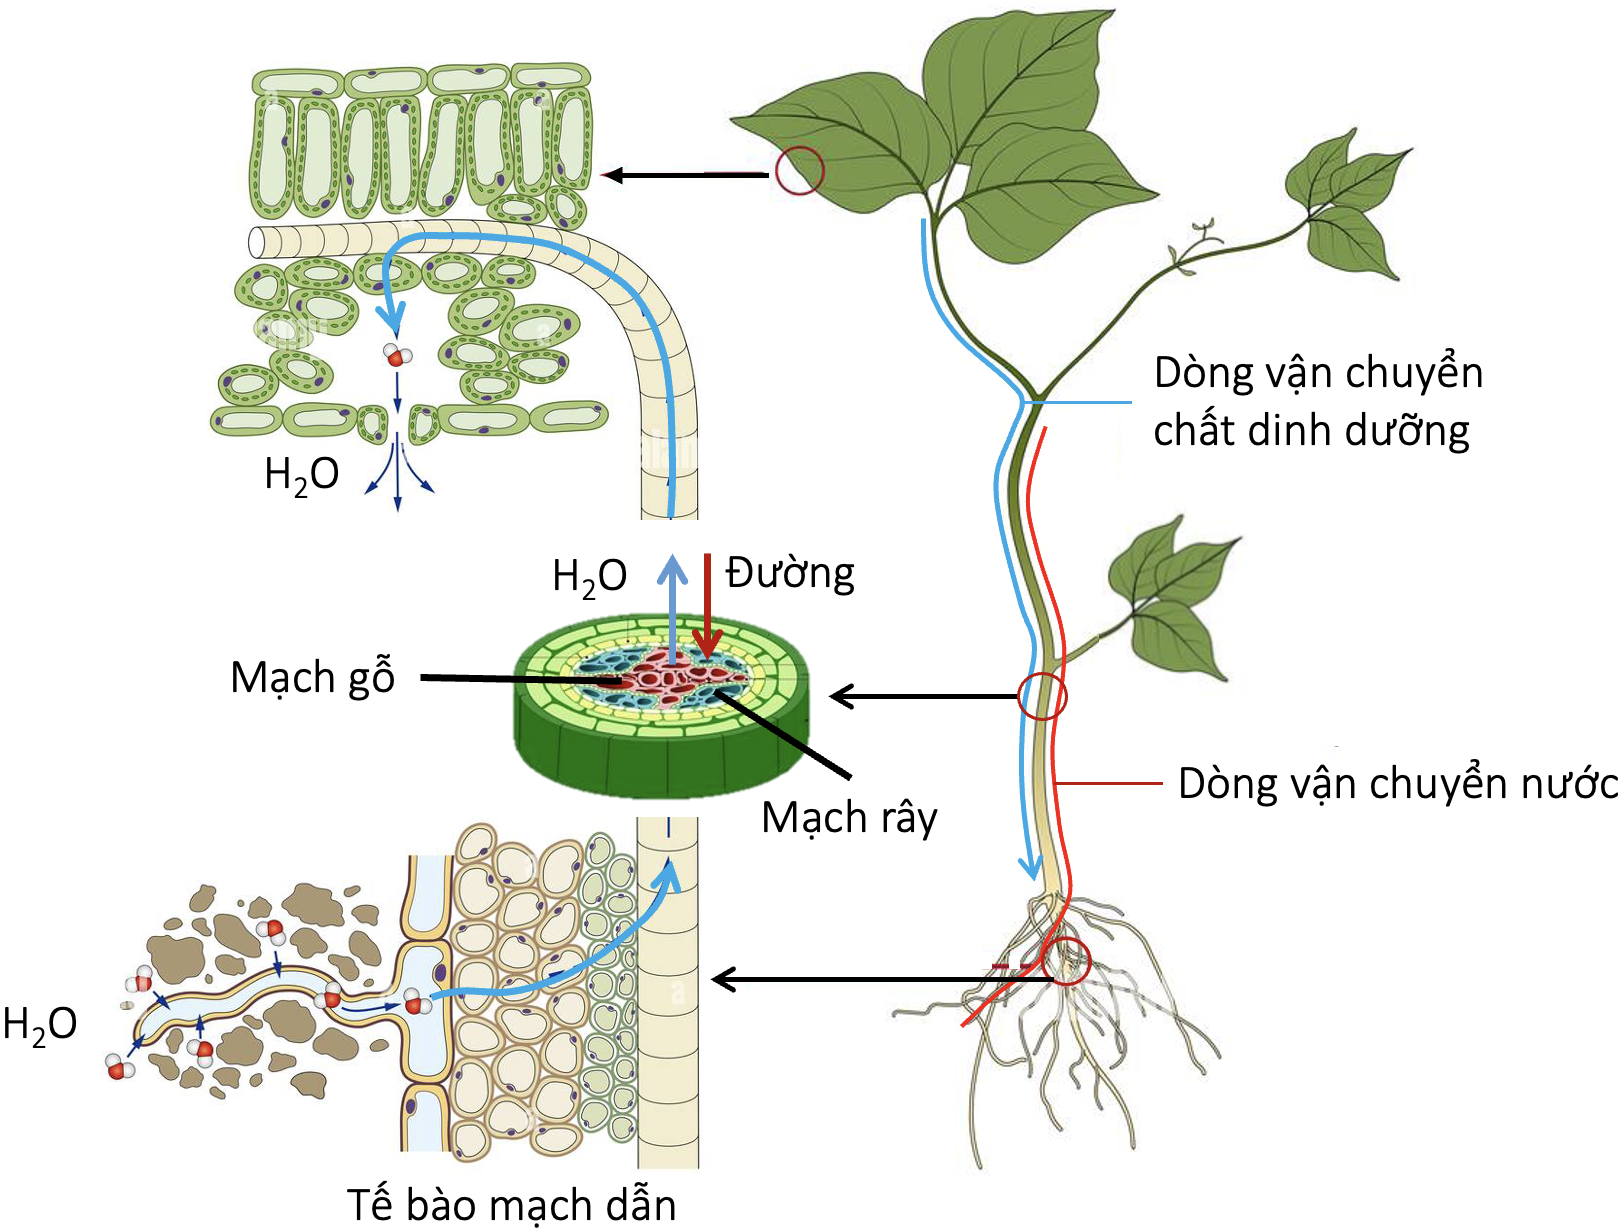 H₂O
H₂O
Đường
Mạch gỗ
Mạch rây
H₂O
Tế bào mạch dẫn
Dòng vận chuyển
chất dinh dưỡng
Dòng vận chuyển nước